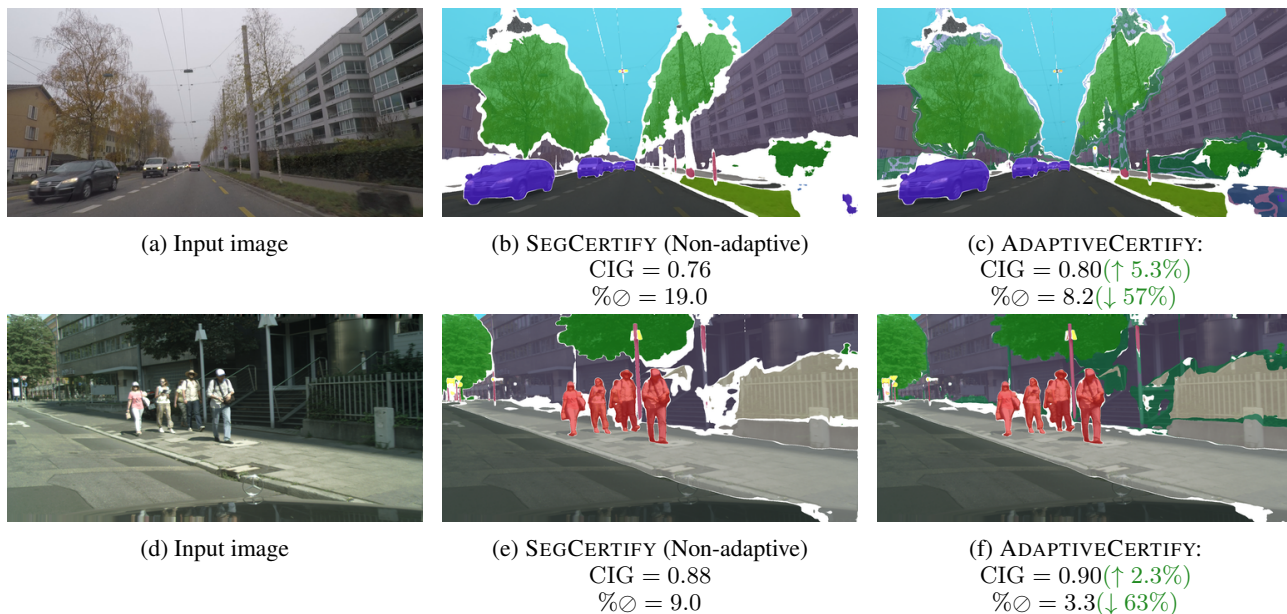 (a) Input image
(b) SEGCERTIFY (Non-adaptive)
CIG = 0.76
%⊘ = 19.0
(c) ADAPTIVECERTIFY:
CIG = 0.80(↑ 5.3%)
%⊘ = 8.2(↓ 57%)
(d) Input image
(e) SEGCERTIFY (Non-adaptive)
CIG = 0.88
%⊘ = 9.0
(f) ADAPTIVECERTIFY:
CIG = 0.90(↑ 2.3%)
%⊘ = 3.3(↓ 63%)